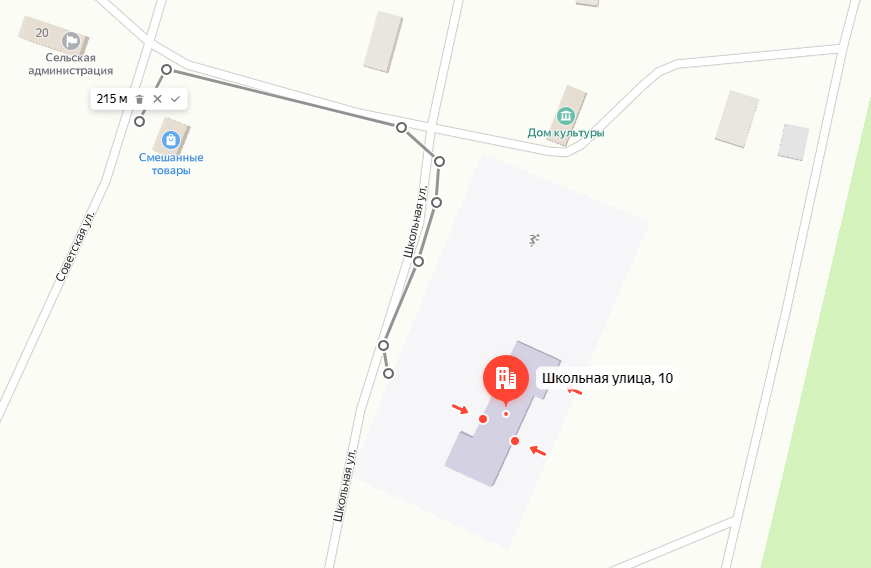 20
Сельская
администрация
215 м
Смешанные
товары
Дом культуры
Советская ул.
Школьная ул.
Школьная улица, 10
Школьная ул.